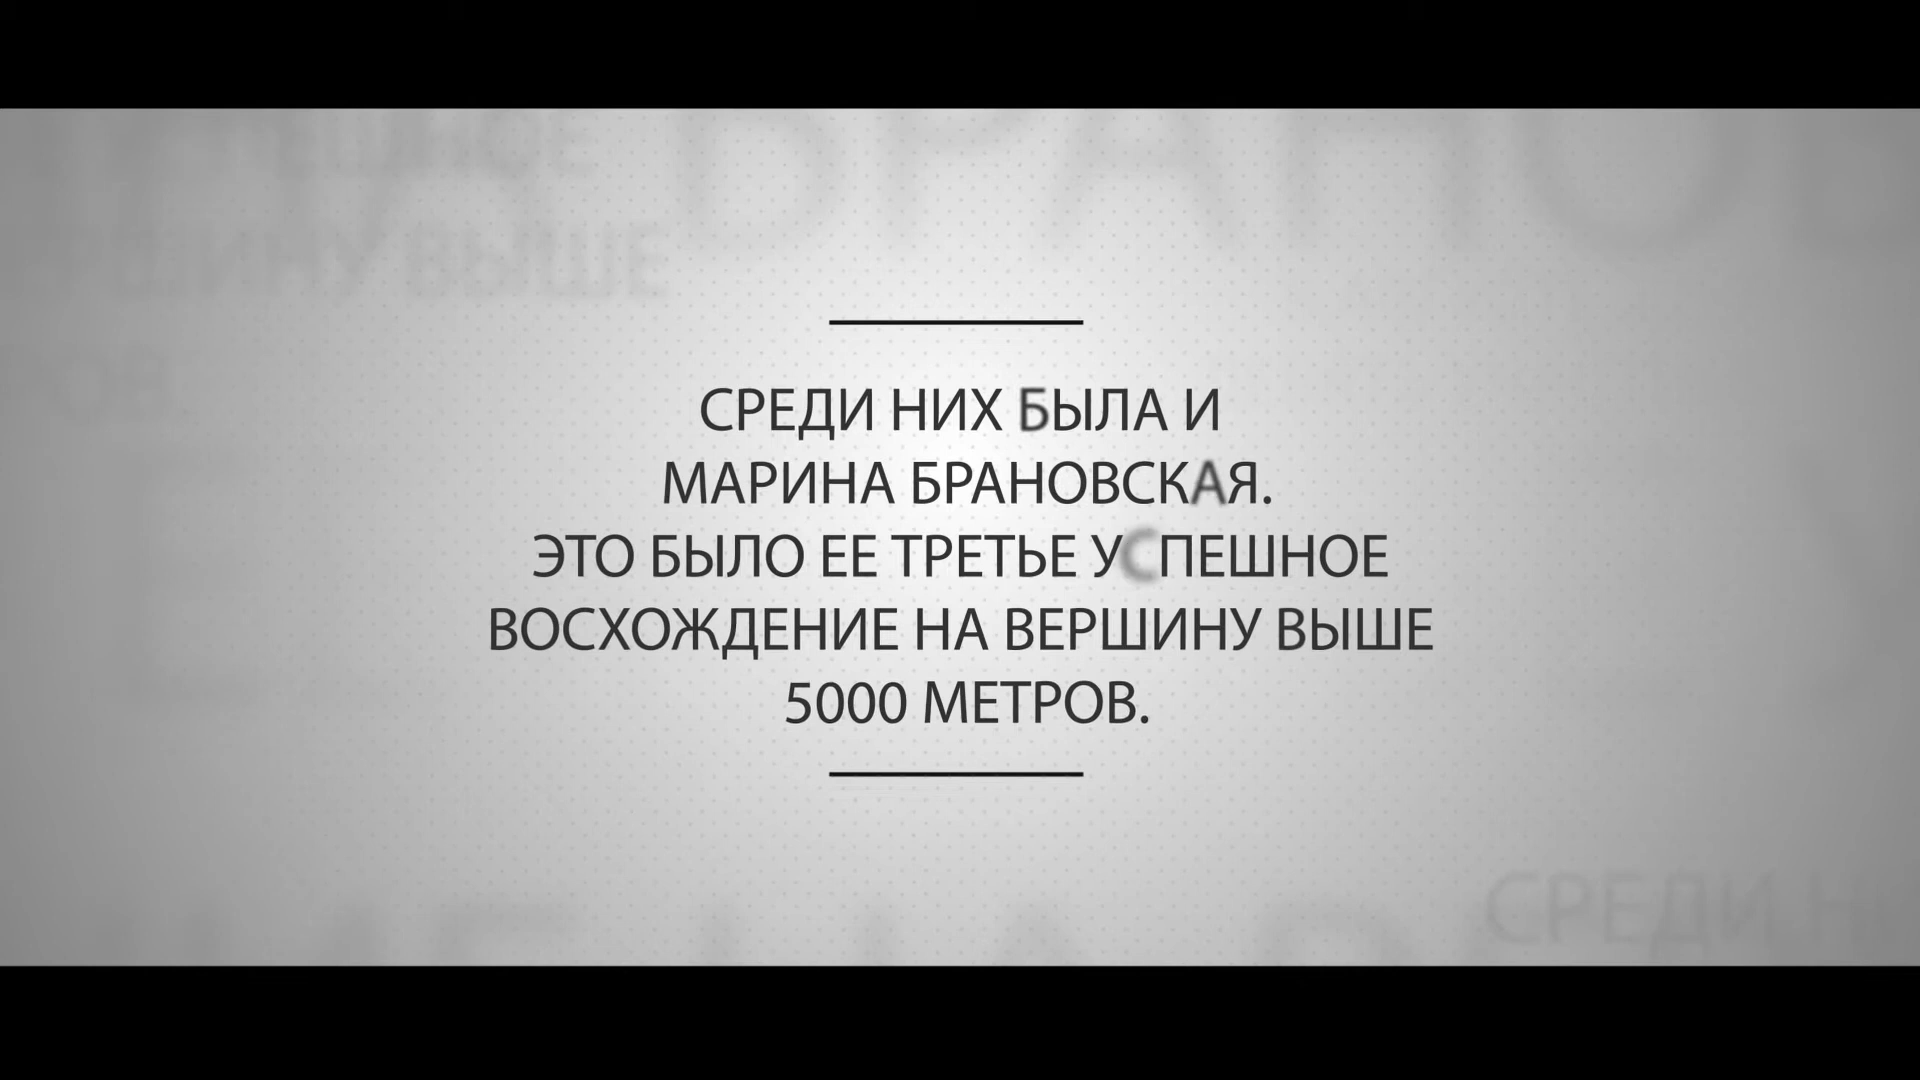 СРЕДИ НИХ БЫЛА И
МАРИНА БРАНОВСКАЯ.
ЭТО БЫЛО ЕЕ ТРЕТЬЕ УСПЕШНОЕ
ВОСХОЖДЕНИЕ НА ВЕРШИНУ ВЫШЕ
5000 МЕТРОВ.